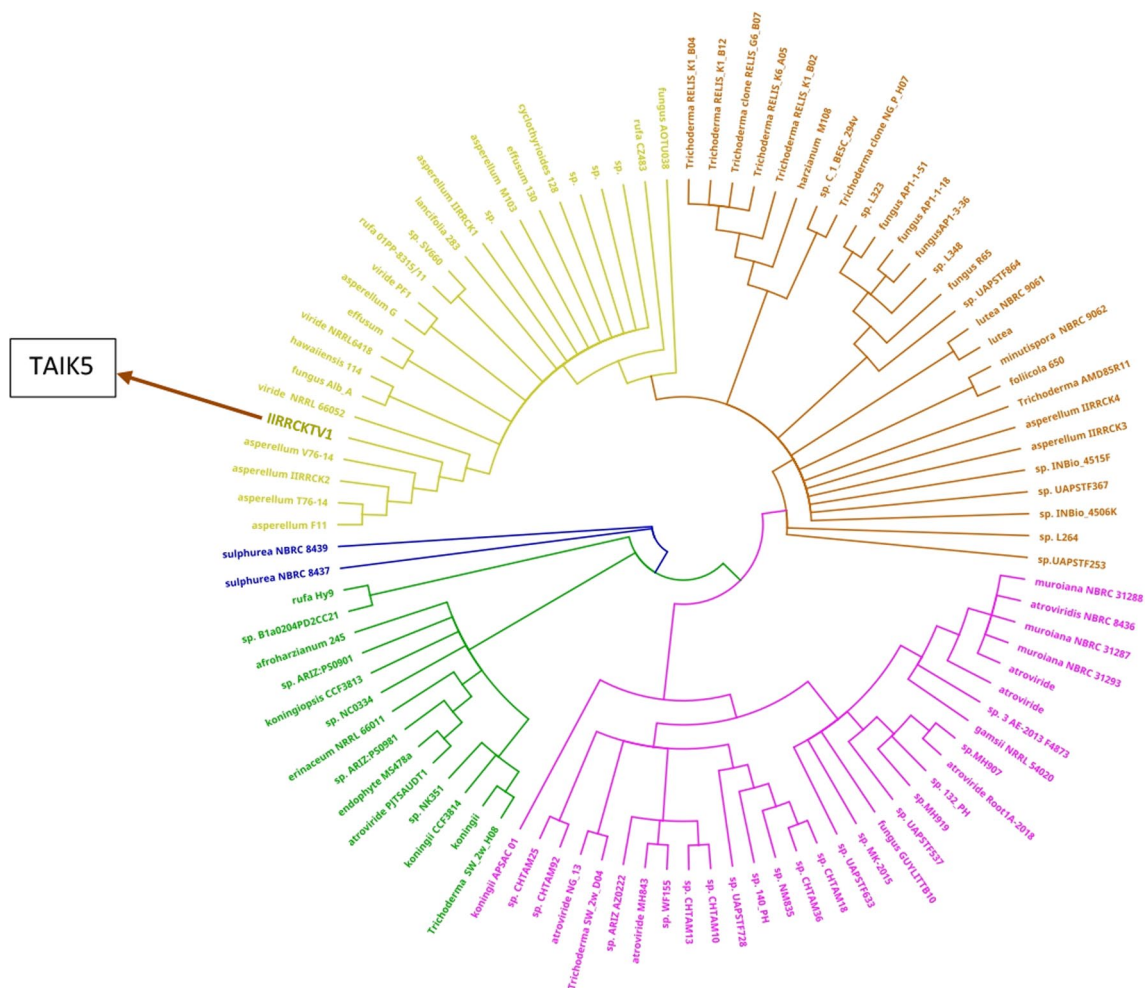 TAIK5
fungus AOTU038
rufa CZ483
sp.
sp.
sp.
cyclothyrioides 128
effusum 130
asperellum M103
sp.
asperellum IIRRCK1
lancifolia 283
sp. SV660
rufa 01PP-8315/11
viride PF1
asperellum G
effusum
viride NRRL6418
hawaiiensis 114
fungus Alb_A
viride NRRL 66052
IIRRCKTV1
asperellum V76-14
asperellum IIRRCK2
asperellum T76-14
asperellum F11
sulphurea NBRC 8439
sulphurea NBRC 8437
rufa Hy9
sp. B1a0204PD2CC21
afroharzianum 245
sp. ARIZ:PS0901
koningiopsis CCF3813
sp. NC0334
erinaceum NRRL 66011
sp. ARIZ:PS0981
endophyte MS478a
atroviride PJTSAUDT1
sp. NK351
koningii CCF3814
koningii
Trichoderma SW_2w_H08
koningii APSAC 01
sp. CHTAM25
sp. CHTAM92
atroviride NG_13
Trichoderma SW_2w_D04
sp. ARIZ AZ0222
atroviride MH843
sp. WF155
sp. CHTAM13
sp. CHTAM10
sp. UAPSTF728
sp. 140_PH
sp. NM835
sp. CHTAM36
sp. CHTAM18
sp. UAPSTF633
sp. MK-2015
fungus GUYLITTB10
sp. UAPSTF537
sp.MH919
sp. 132_PH
atroviride Root1A-2018
sp.MH907
gamsii NRRL 54020
sp. 3 AE-2013 F4873
atroviride
atroviride
muroiana NBRC 31293
muroiana NBRC 31287
atroviridis NBRC 8436
muroiana NBRC 31288
sp.UAPSTF253
sp. L264
sp. INBio_4506K
sp. UAPSTF367
sp. INBio_4515F
asperellum IIRRCK3
asperellum IIRRCK4
Trichoderma AMD85R11
follicola 650
minutispora NBRC 9062
lutea
lutea NBRC 9061
sp. UAPSTF864
fungus R65
sp. L348
fungusAP1-3-36
fungus AP1-1-18
fungus AP1-1-51
sp. L323
Trichoderma clone NG_P_H07
sp. C_1_BESC_294v
harzianum M108
Trichoderma RELIS_K1_B02
Trichoderma RELIS_K6_A05
Trichoderma clone RELIS_G6_B07
Trichoderma RELIS_K1_B12
Trichoderma RELIS_K1_B04